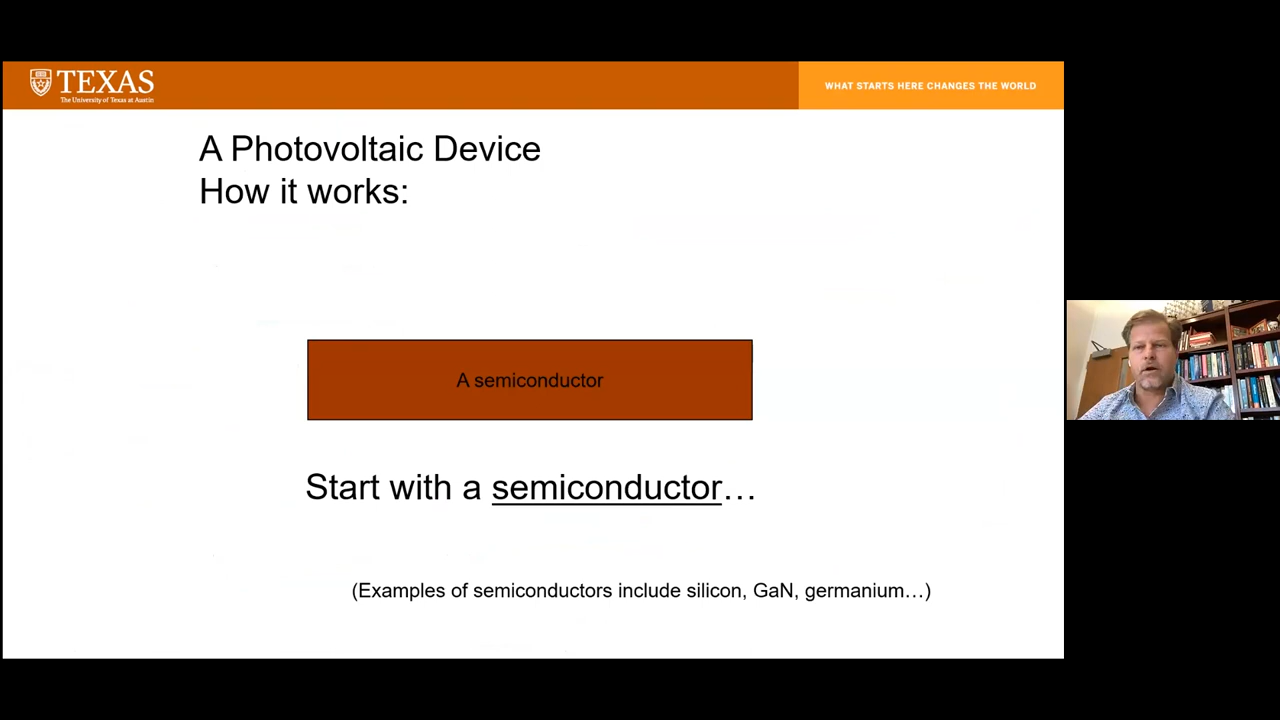 TEXAS
The University of Texas at Austin
WHAT STARTS HERE CHANGES THE WORLD
A Photovoltaic Device
How it works:
A semiconductor
Start with a semiconductor…
(Examples of semiconductors include silicon, GaN, germanium…)